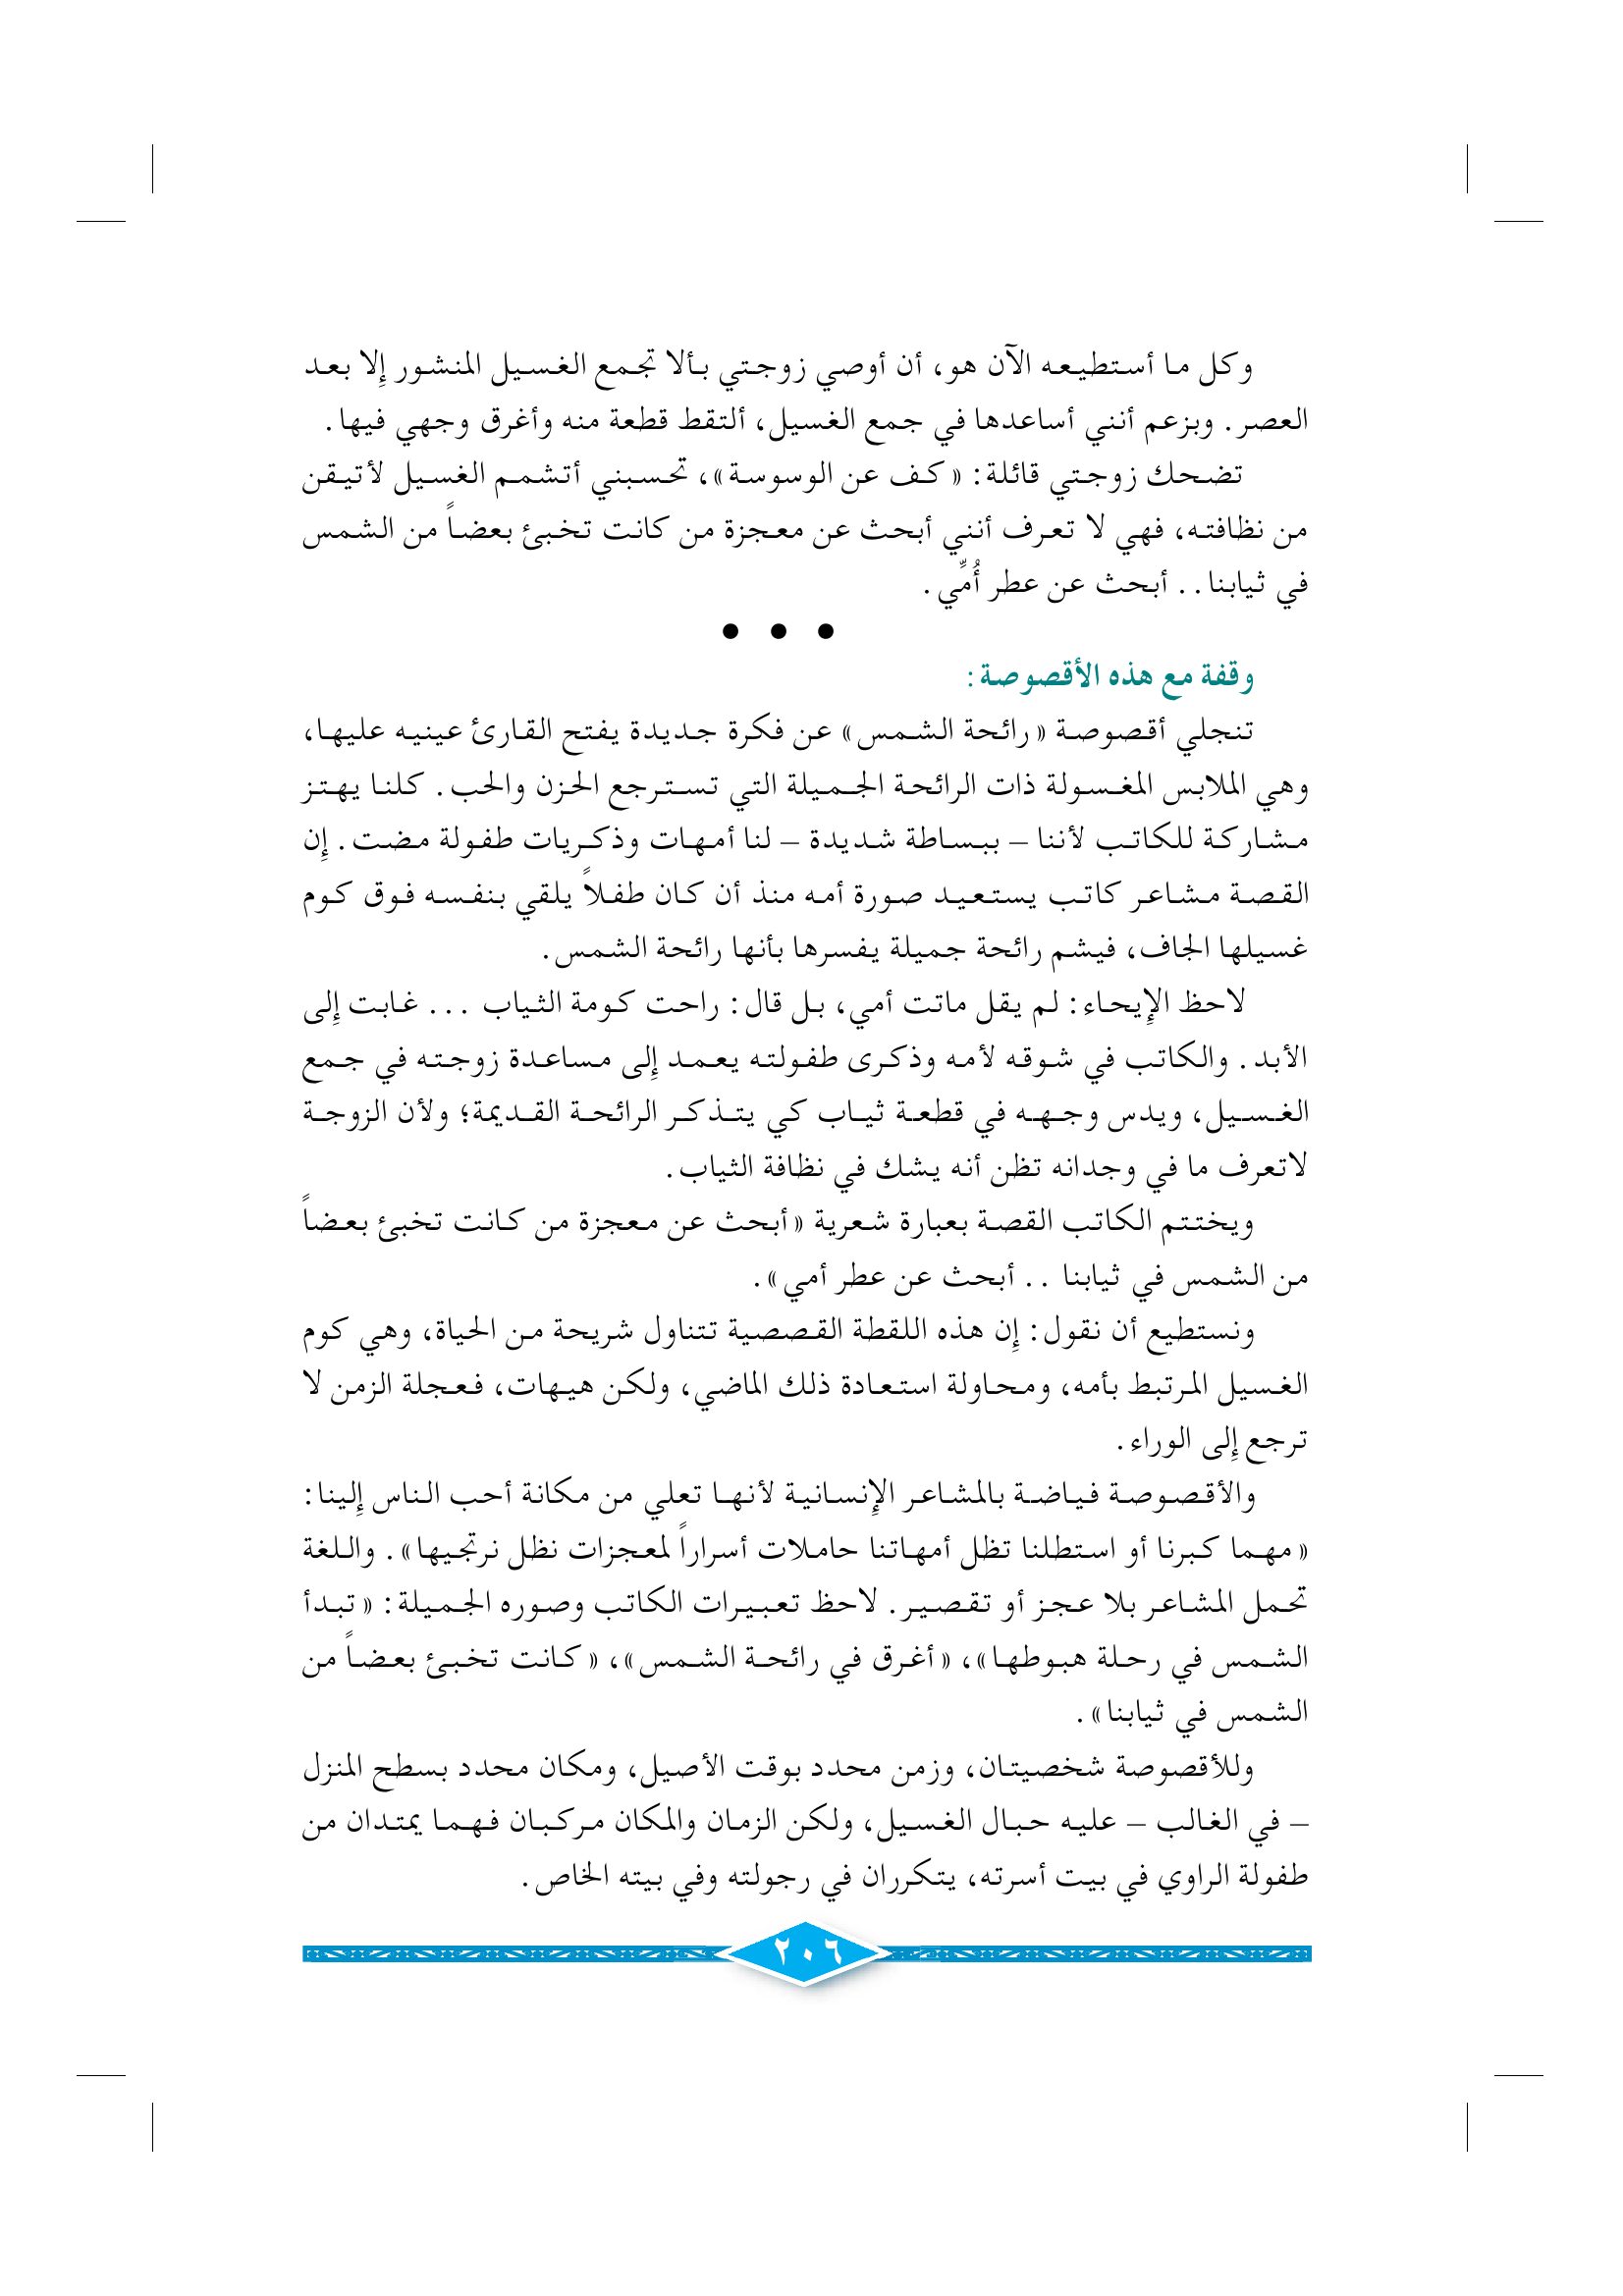 وكل ما أستطيعه الآن هو، أن أوصي زوجتي بألا تجمع الغسيل المنشور إِلا بعد
العصر. وبزعم أنني أساعدها في جمع الغسيل، ألتقط قطعة منه وأغرق وجهي فيها.
تضحك زوجتي قائلة: «كف عن الوسوسة»، تحسبني أتشمم الغسيل لأتيقن
من نظافته، فهي لا تعرف أنني أبحث عن معجزة من كانت تخبئ بعضاً من الشمس
في ثيابنا.. أبحث عن عطر أُمِّي.
● ● ●
وقفة مع هذه الأقصوصة:
تنجلي أقصوصة «رائحة الشمس» عن فكرة جديدة يفتح القارئ عينيه عليها،
وهي الملابس المغسولة ذات الرائحة الجميلة التي تسترجع الحزن والحب. كلنا يهتز
مشاركة للكاتب لأننا – ببساطة شديدة – لنا أمهات وذكريات طفولة مضت. إِن
القصة مشاعر كاتب يستعيد صورة أمه منذ أن كان طفلاً يلقي بنفسه فوق كوم
غسيلها الجاف، فيشم رائحة جميلة يفسرها بأنها رائحة الشمس.
لاحظ الإِيحاء: لم يقل ماتت أمي، بل قال: راحت كومة الثياب ... غابت إِلى
الأبد. والكاتب في شوقه لأمه وذكرى طفولته يعمد إِلى مساعدة زوجته في جمع
الغسيل، ويدس وجهه في قطعة ثياب كي يتذكر الرائحة القديمة؛ ولأن الزوجة
لاتعرف ما في وجدانه تظن أنه يشك في نظافة الثياب.
ويختتم الكاتب القصة بعبارة شعرية «أبحث عن معجزة من كانت تخبئ بعضاً
من الشمس في ثيابنا .. أبحث عن عطر أمي».
ونستطيع أن نقول: إِن هذه اللقطة القصصية تتناول شريحة من الحياة، وهي كوم
الغسيل المرتبط بأمه، ومحاولة استعادة ذلك الماضي، ولكن هيهات، فعجلة الزمن لا
ترجع إِلى الوراء.
والأقصوصة فياضة بالمشاعر الإِنسانية لأنها تعلي من مكانة أحب الناس إِلينا:
«مهما كبرنا أو استطلنا تظل أمهاتنا حاملات أسراراً لمعجزات نظل نرتجيها». واللغة
تحمل المشاعر بلا عجز أو تقصير. لاحظ تعبيرات الكاتب وصوره الجميلة: «تبدأ
الشمس في رحلة هبوطها»، «أغرق في رائحة الشمس»، «كانت تخبئ بعضاً من
الشمس في ثيابنا».
وللأقصوصة شخصيتان، وزمن محدد بوقت الأصيل، ومكان محدد بسطح المنزل
– في الغالب – عليه حبال الغسيل، ولكن الزمان والمكان مركبان فهما يمتدان من
طفولة الراوي في بيت أسرته، يتكرران في رجولته وفي بيته الخاص.
٢٠٦